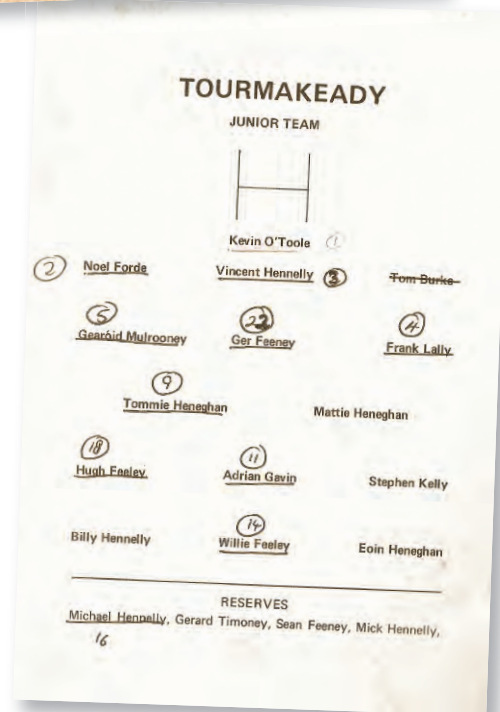 TOURMAKEADY
JUNIOR TEAM
Kevin O'Toole 1
2 Noel Forde Vincent Hennelly 3 Tom Burke
5 22 4
Gearóid Mulrooney Ger Feeney Frank Lally
9
Tommie Heneghan Mattie Heneghan
18 11
Hugh Feeley Adrian Gavin Stephen Kelly
14
Billy Hennelly Willie Feeley Eoin Heneghan
RESERVES
Michael Hennelly, Gerard Timoney, Sean Feeney, Mick Hennelly,
16